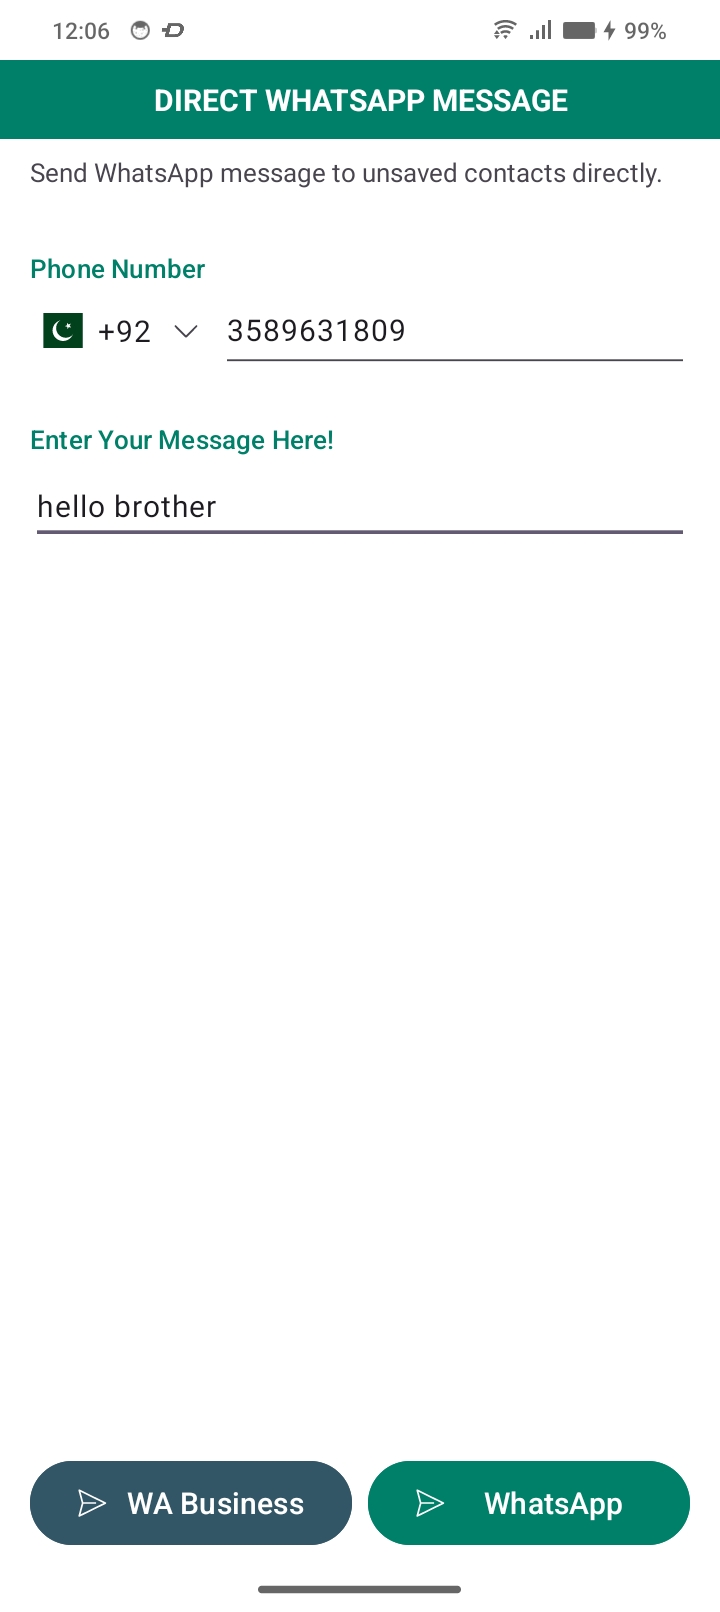 12:06 99%
DIRECT WHATSAPP MESSAGE
Send WhatsApp message to unsaved contacts directly.
Phone Number
+92 3589631809
Enter Your Message Here!
hello brother
WA Business WhatsApp